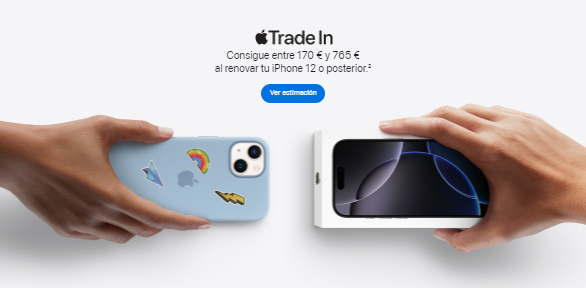 Trade In
Consigue entre 170 € y 765 €
al renovar tu iPhone 12 o posterior.²
Ver estimación